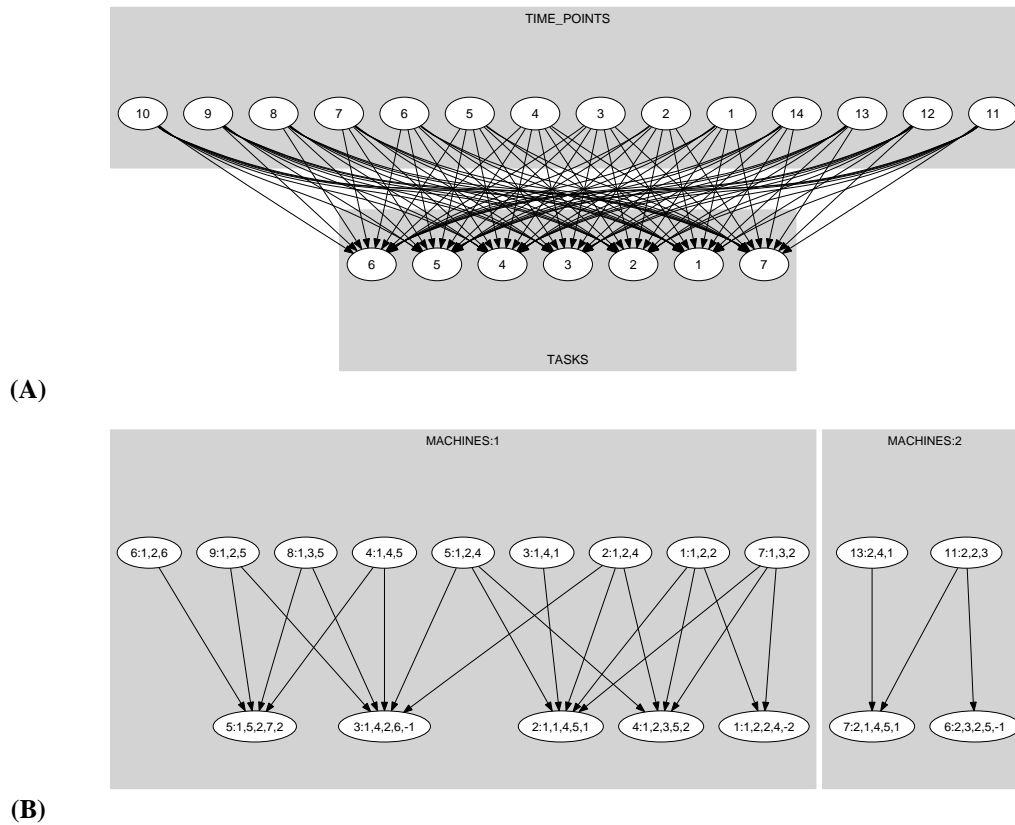 TIME_POINTS
10 9 8 7 6 5 4 3 2 1 14 13 12 11
6 5 4 3 2 1 7
TASKS
(A)
MACHINES:1 MACHINES:2
6:1,2,6 9:1,2,5 8:1,3,5 4:1,4,5 5:1,2,4 3:1,4,1 2:1,2,4 1:1,2,2 7:1,3,2 13:2,4,1 11:2,2,3
5:1,5,2,7,2 3:1,4,2,6,-1 2:1,1,4,5,1 4:1,2,3,5,2 1:1,2,2,4,-2 7:2,1,4,5,1 6:2,3,2,5,-1
(B)